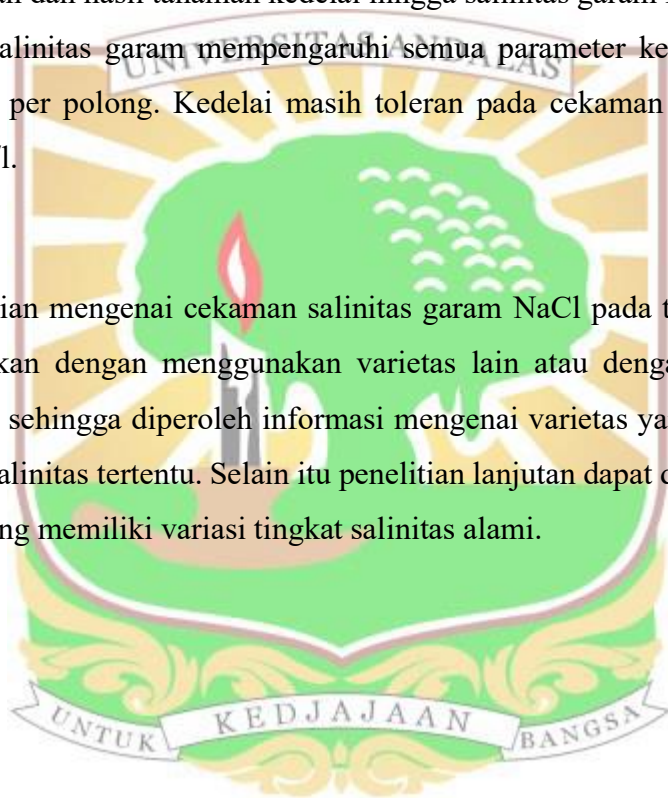 an dan hasil tanaman kedelai hingga salinitas garam
alinitas garam mempengaruhi semua parameter ke
UNIVERSITAS ANDALAS
per polong. Kedelai masih toleran pada cekaman
l.
ian mengenai cekaman salinitas garam NaCl pada t
kan dengan menggunakan varietas lain atau denga
sehingga diperoleh informasi mengenai varietas ya
alinitas tertentu. Selain itu penelitian lanjutan dapat d
ng memiliki variasi tingkat salinitas alami.
UNTUK KEDJAJAAN BANGSA